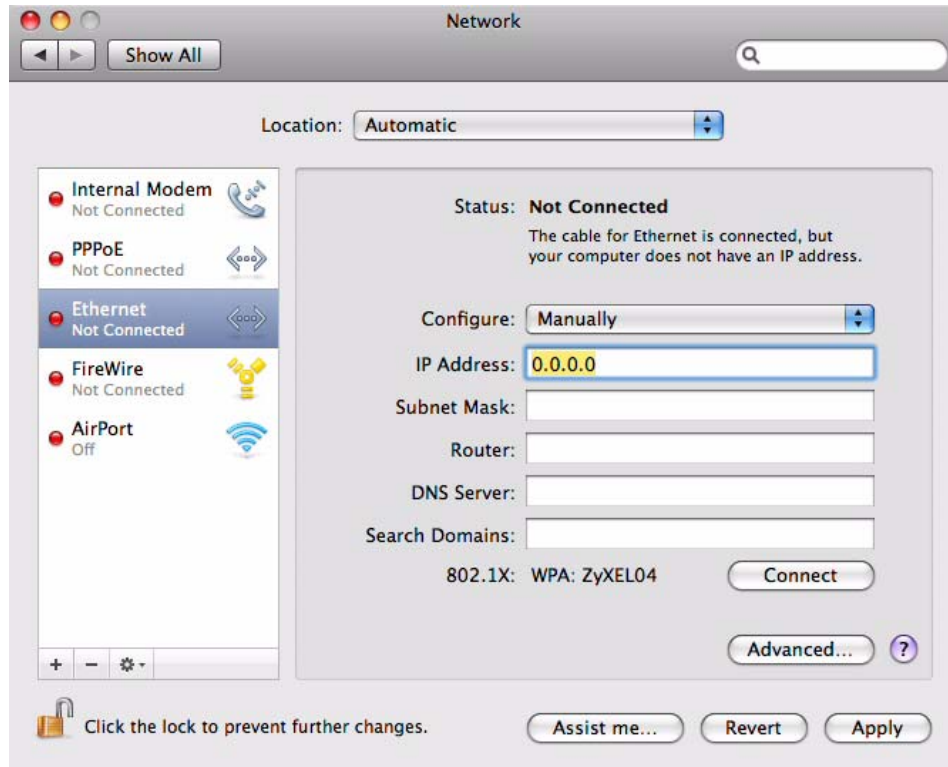 Network
Show All
Location: Automatic
Internal Modem
Not Connected
PPPoE
Not Connected
Ethernet
Not Connected
FireWire
Not Connected
AirPort
Off
Status: Not Connected
The cable for Ethernet is connected, but
your computer does not have an IP address.
Configure: Manually
IP Address: 0.0.0.0
Subnet Mask:
Router:
DNS Server:
Search Domains:
802.1X: WPA: ZyXEL04 Connect
Advanced... ?
+ −
Click the lock to prevent further changes.
Assist me... Revert Apply